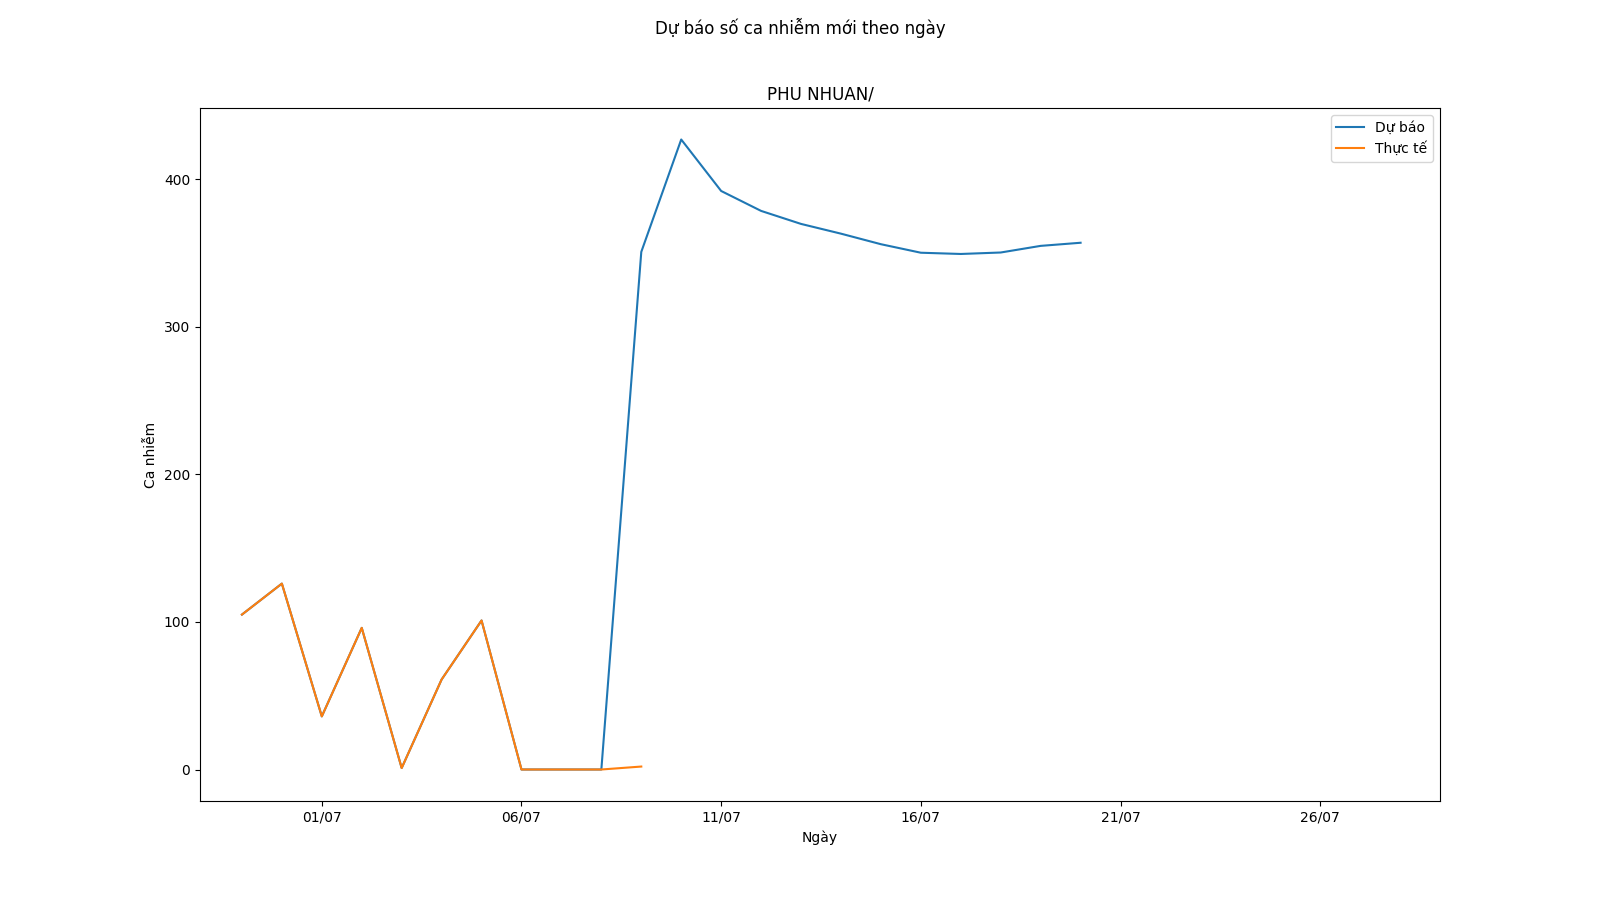 Dự báo số ca nhiễm mới theo ngày
PHU NHUAN/
Dự báo
Thực tế
400
300
200
100
0
Ca nhiễm
01/07
06/07
11/07
16/07
21/07
26/07
Ngày